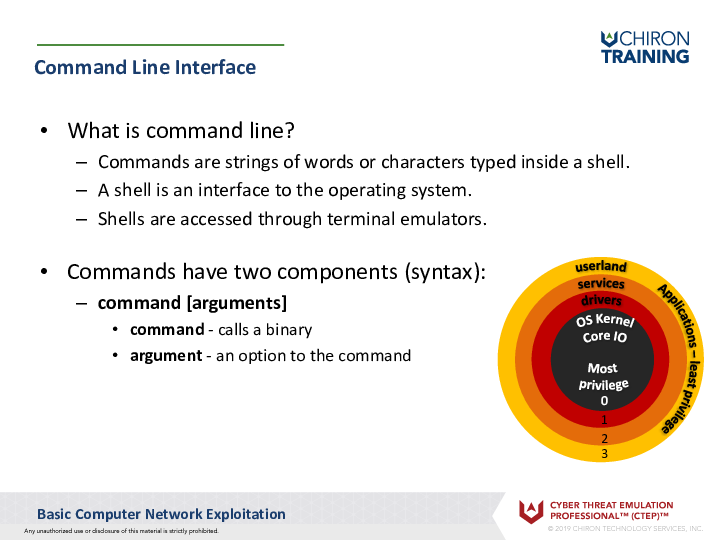 CHIRON
TRAINING
Command Line Interface
• What is command line?
– Commands are strings of words or characters typed inside a shell.
– A shell is an interface to the operating system.
– Shells are accessed through terminal emulators.
• Commands have two components (syntax):
– command [arguments]
• command - calls a binary
• argument - an option to the command
userland
services
drivers
OS Kernel
Core IO
Most
privilege
0
1
2
3
Applications – least privilege
Basic Computer Network Exploitation
Any unauthorized use or disclosure of this material is strictly prohibited.
CYBER THREAT EMULATION
PROFESSIONAL™ (CTEP)™
© 2019 CHIRON TECHNOLOGY SERVICES, INC.